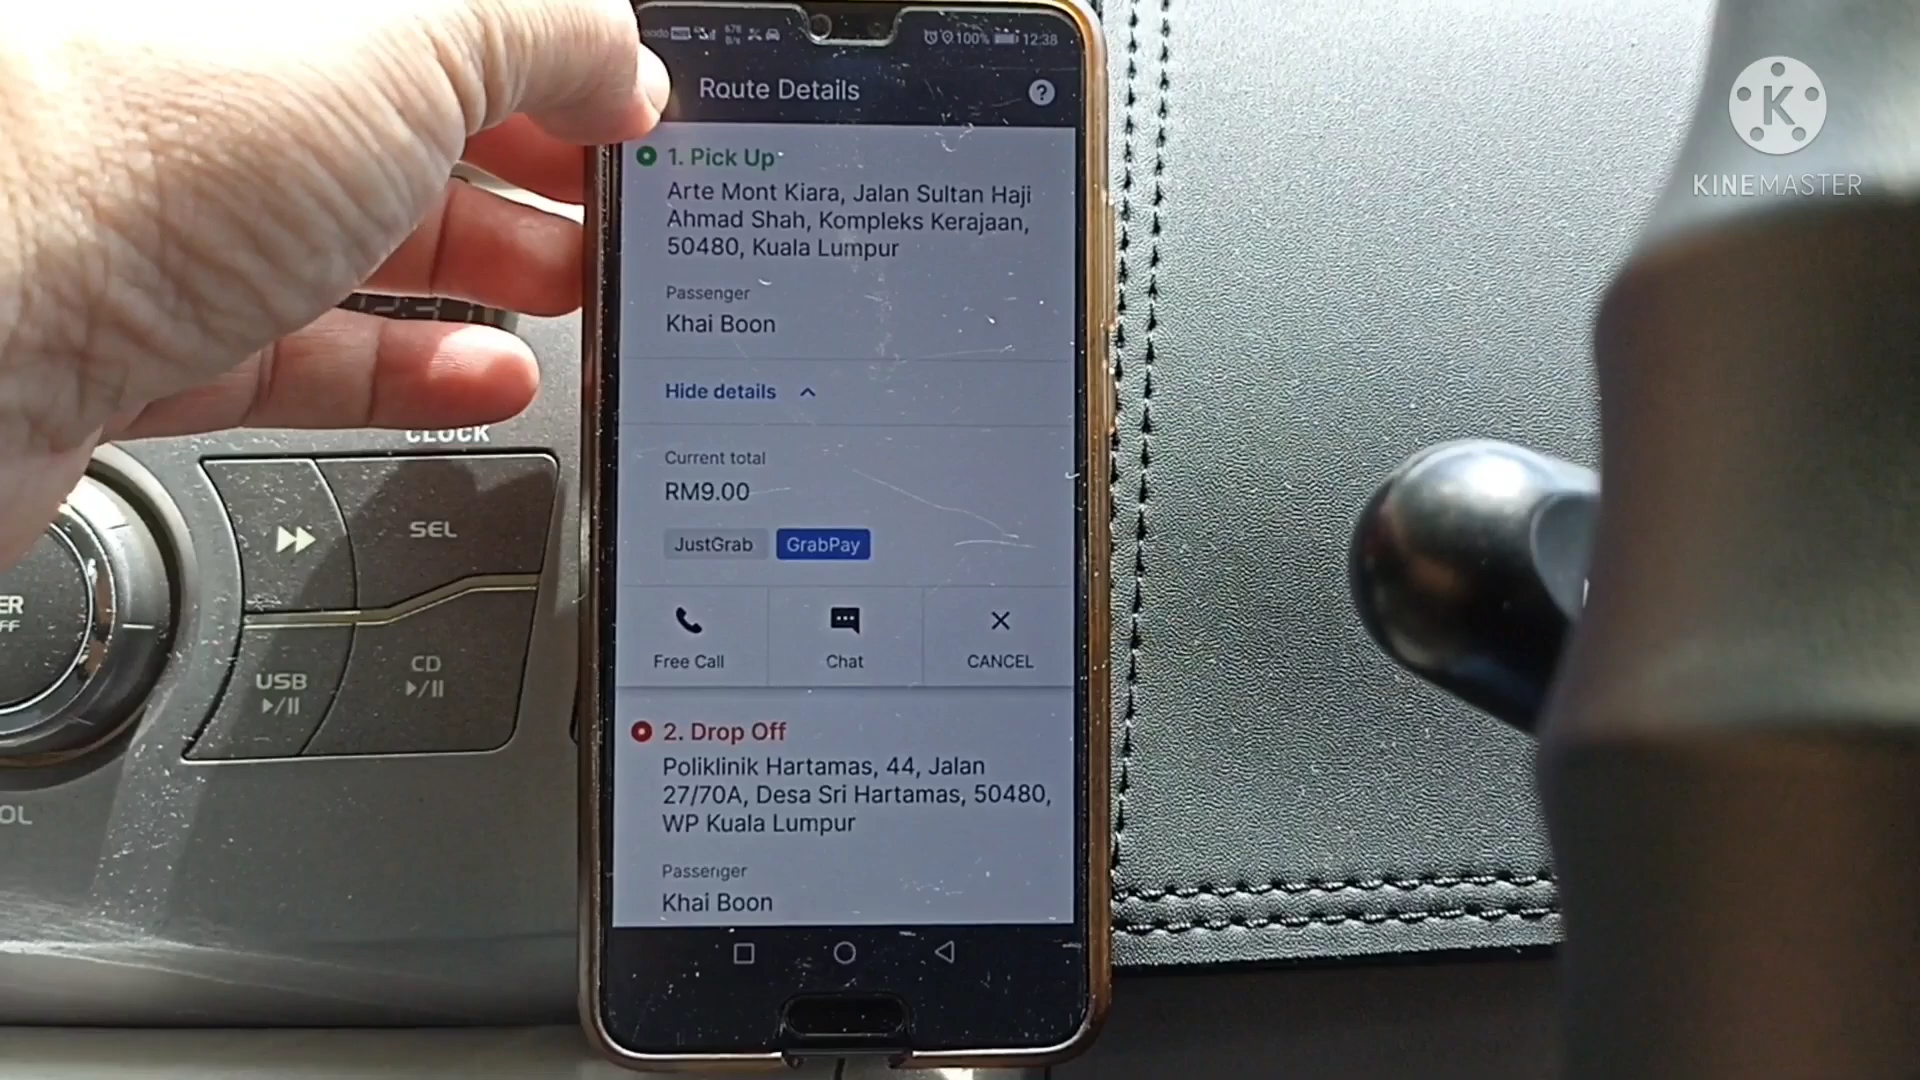 100% 12:38
Route Details
?
1. Pick Up
Arte Mont Kiara, Jalan Sultan Haji
Ahmad Shah, Kompleks Kerajaan,
50480, Kuala Lumpur
Passenger
Khai Boon
Hide details
Current total
RM9.00
JustGrab GrabPay
Free Call Chat CANCEL
2. Drop Off
Poliklinik Hartamas, 44, Jalan
27/70A, Desa Sri Hartamas, 50480,
WP Kuala Lumpur
Passenger
Khai Boon
CLOCK
SEL
USB
CD
K
KINEMASTER